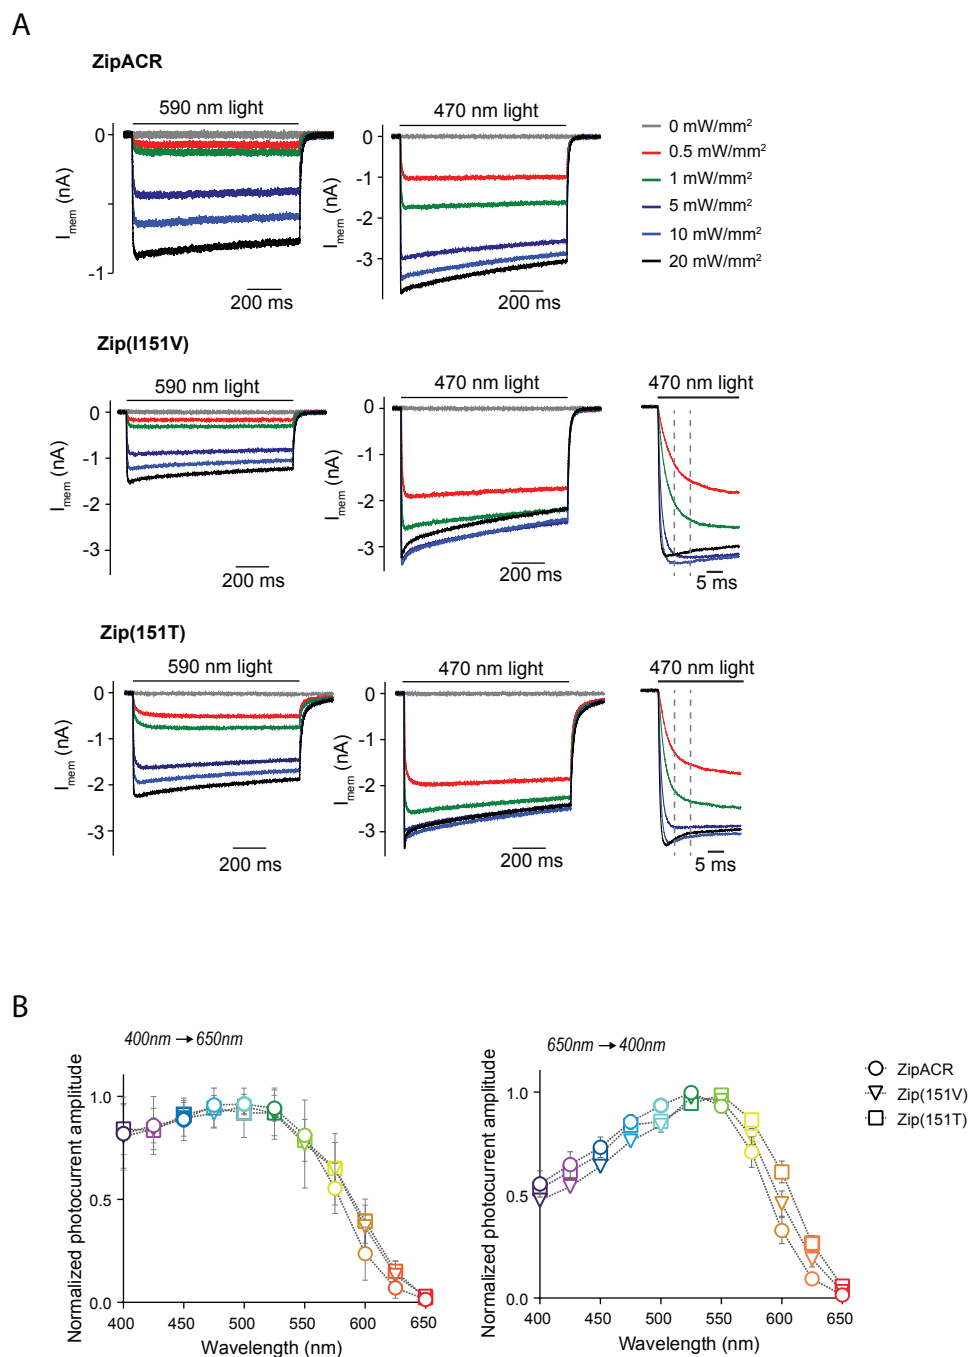 A
ZipACR
590 nm light
470 nm light
0 mW/mm²
0.5 mW/mm²
1 mW/mm²
5 mW/mm²
10 mW/mm²
20 mW/mm²
0
-1
I_mem (nA)
200 ms
0
-1
-2
-3
I_mem (nA)
200 ms
Zip(I151V)
590 nm light
470 nm light
470 nm light
0
-1
-2
-3
I_mem (nA)
200 ms
0
-1
-2
-3
I_mem (nA)
200 ms
5 ms
Zip(151T)
590 nm light
470 nm light
470 nm light
0
-1
-2
-3
I_mem (nA)
200 ms
0
-1
-2
-3
I_mem (nA)
200 ms
5 ms
B
400nm → 650nm
Normalized photocurrent amplitude
1.0
0.5
0.0
400 450 500 550 600 650
Wavelength (nm)
650nm → 400nm
Normalized photocurrent amplitude
1.0
0.5
0.0
400 450 500 550 600 650
Wavelength (nm)
ZipACR
Zip(151V)
Zip(151T)